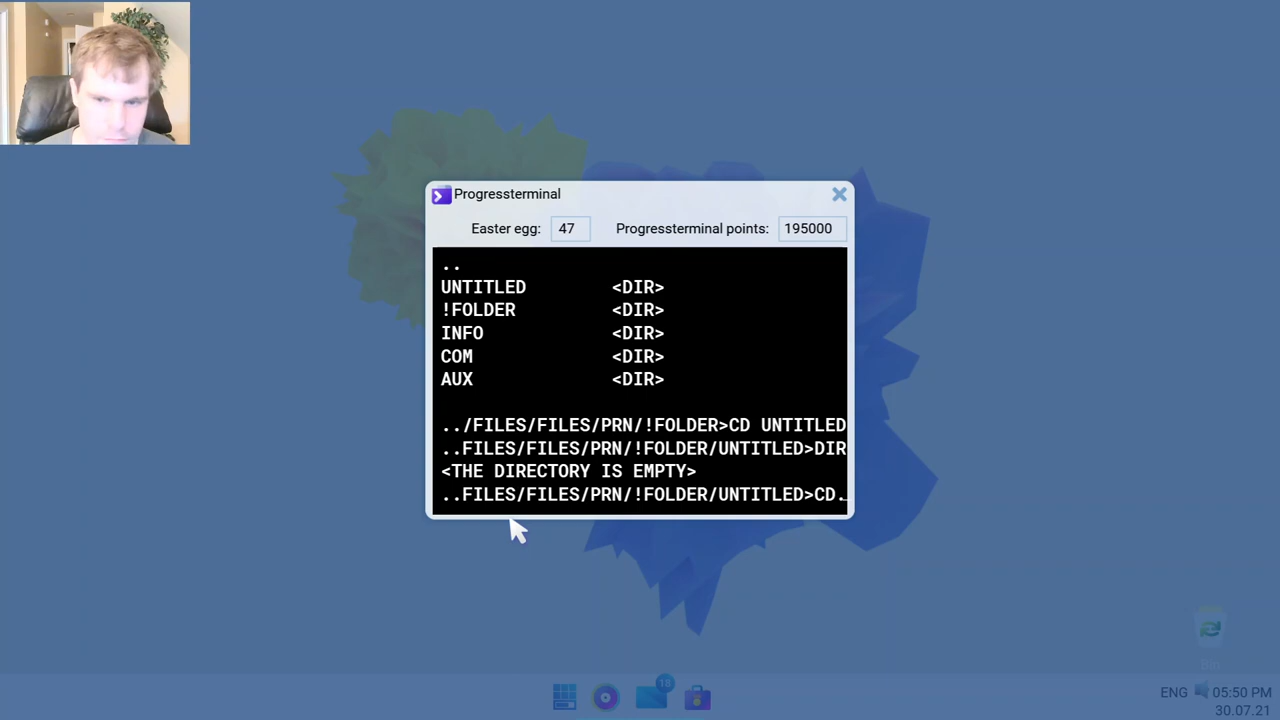 Progressterminal
Easter egg: 47 Progressterminal points: 195000
..
UNTITLED <DIR>
!FOLDER <DIR>
INFO <DIR>
COM <DIR>
AUX <DIR>
../FILES/FILES/PRN/!FOLDER>CD UNTITLED
..FILES/FILES/PRN/!FOLDER/UNTITLED>DIR
<THE DIRECTORY IS EMPTY>
..FILES/FILES/PRN/!FOLDER/UNTITLED>CD._
Bin
18
ENG 05:50 PM
30.07.21